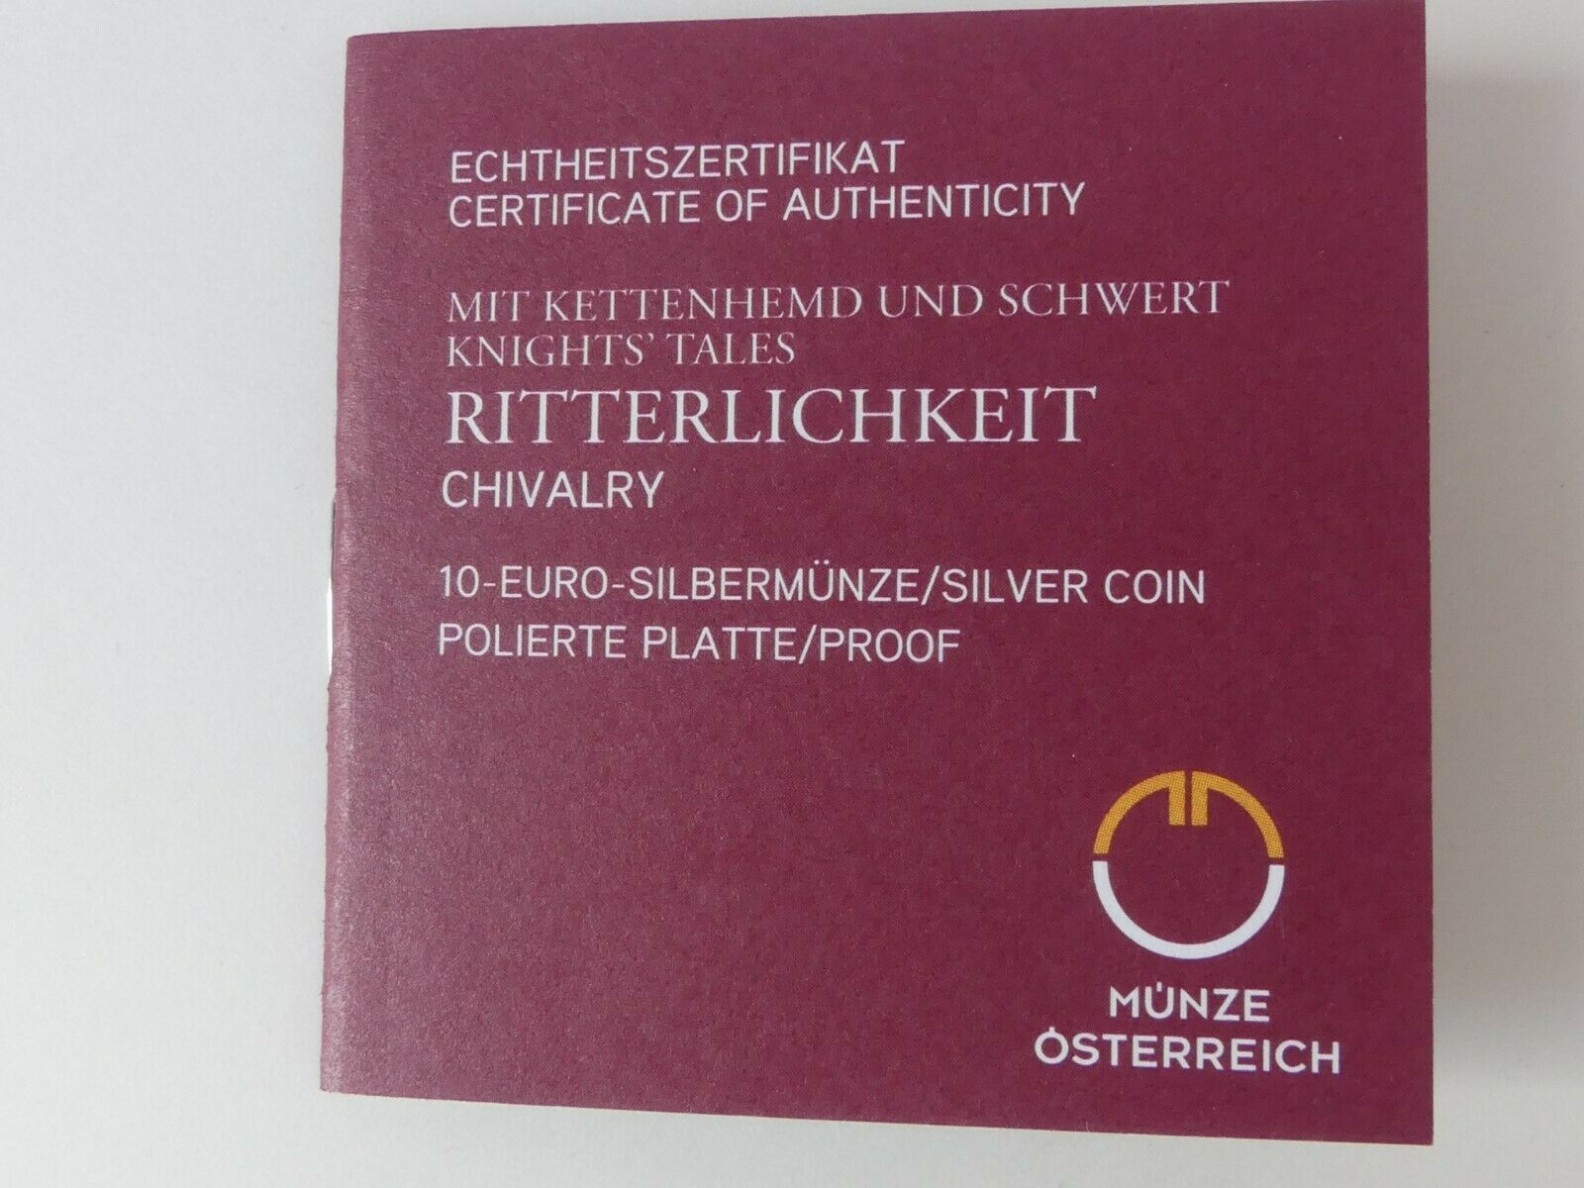 ECHTHEITSZERTIFIKAT
CERTIFICATE OF AUTHENTICITY
MIT KETTENHEMD UND SCHWERT
KNIGHTS' TALES
RITTERLICHKEIT
CHIVALRY
10-EURO-SILBERMÜNZE/SILVER COIN
POLIERTE PLATTE/PROOF
MÜNZE
ÖSTERREICH